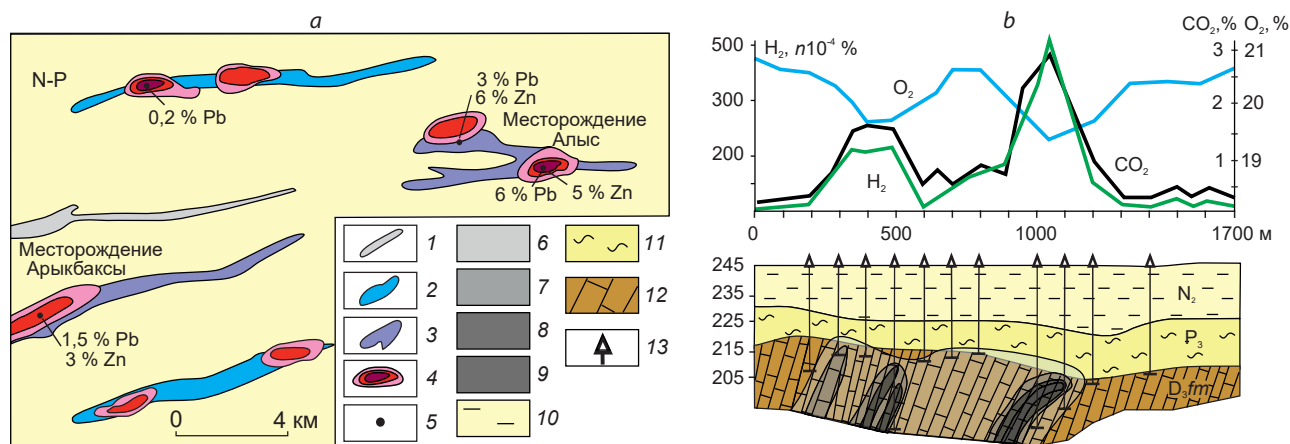 a
N-P
0,2 % Pb
3 % Pb
6 % Zn
Месторождение
Алыс
6 % Pb
5 % Zn
Месторождение
Арыкбаксы
1,5 % Pb
3 % Zn
0 4 км
1
2
3
4
5
6
7
8
9
10
11
12
13
b
500
300
200
H₂, n10⁻⁴ %
CO₂, % O₂, %
3 21
2 20
1 19
O₂
H₂
CO₂
0 500 1000 1700 м
245
235
225
215
205
N₂
P₃
D₃fm